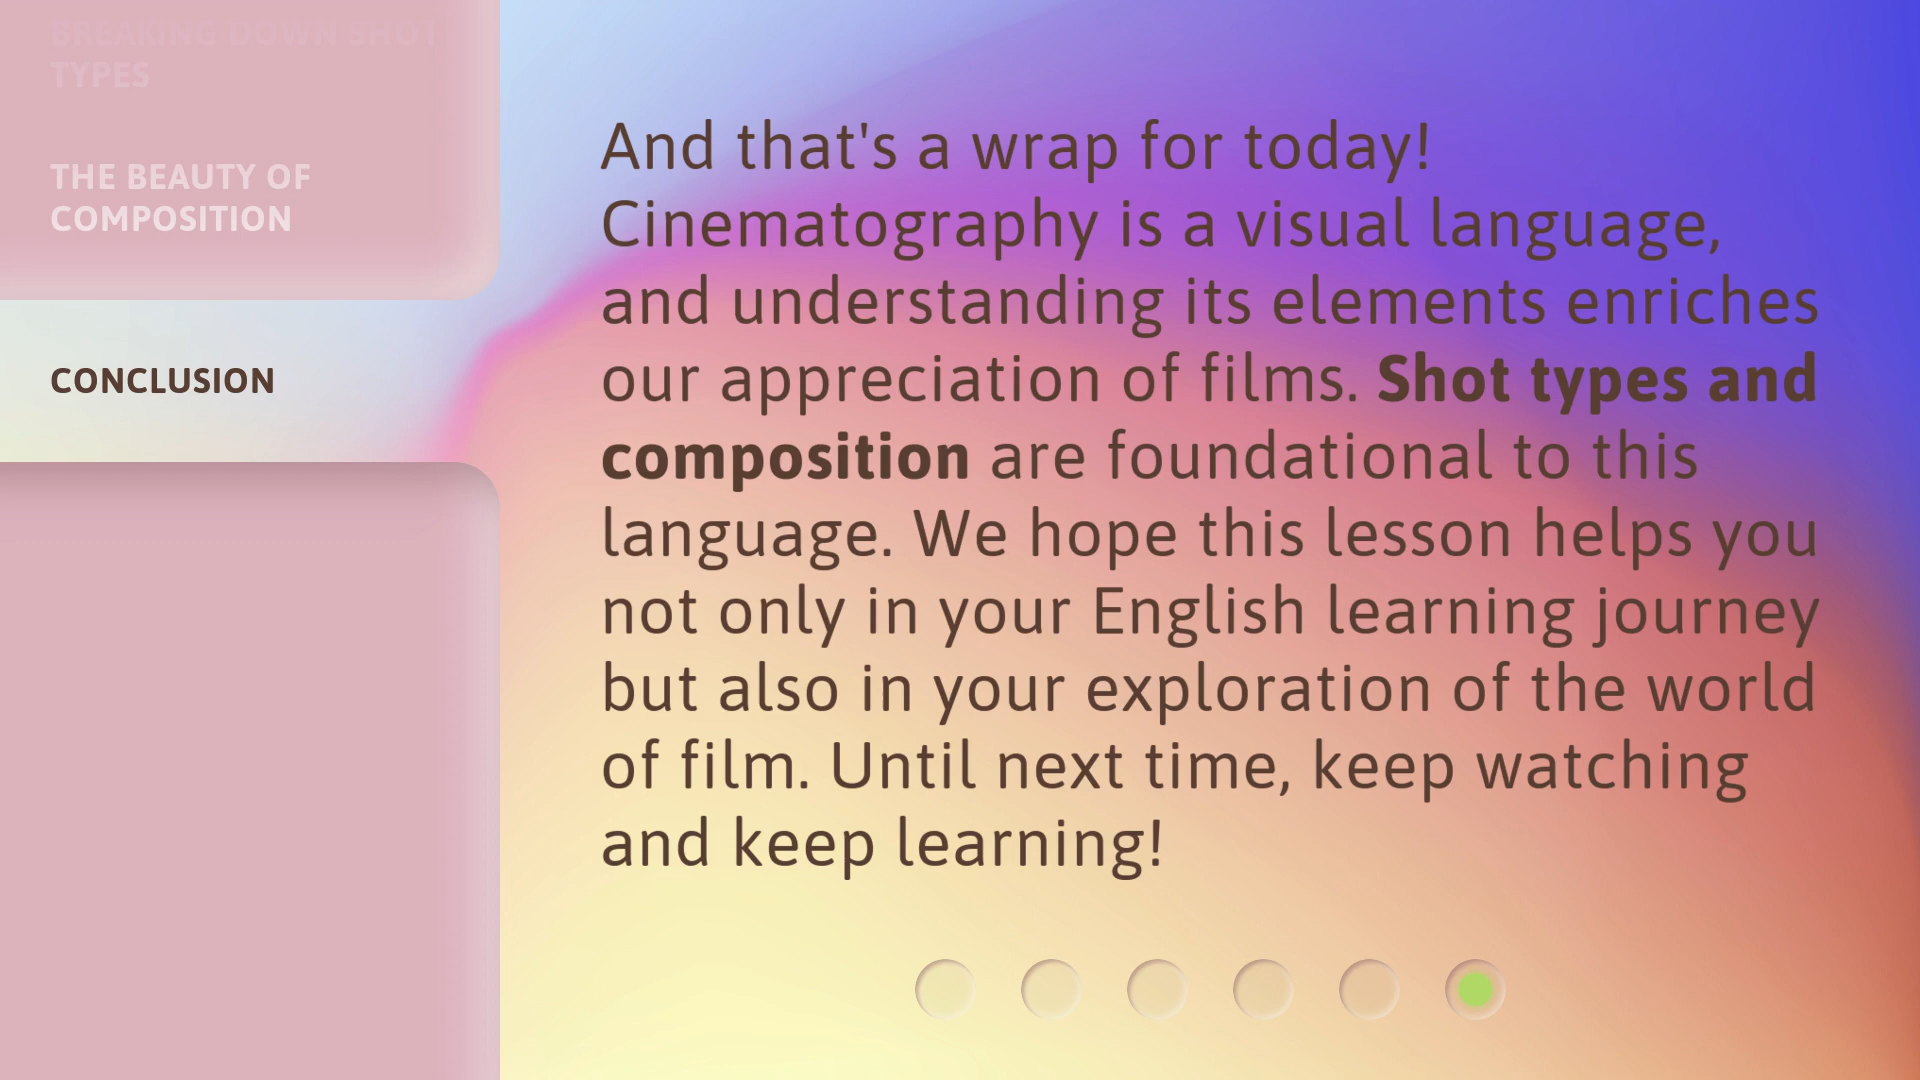 BREAKING DOWN SHOT
TYPES
THE BEAUTY OF
COMPOSITION
CONCLUSION
And that's a wrap for today!
Cinematography is a visual language,
and understanding its elements enriches
our appreciation of films. Shot types and
composition are foundational to this
language. We hope this lesson helps you
not only in your English learning journey
but also in your exploration of the world
of film. Until next time, keep watching
and keep learning!